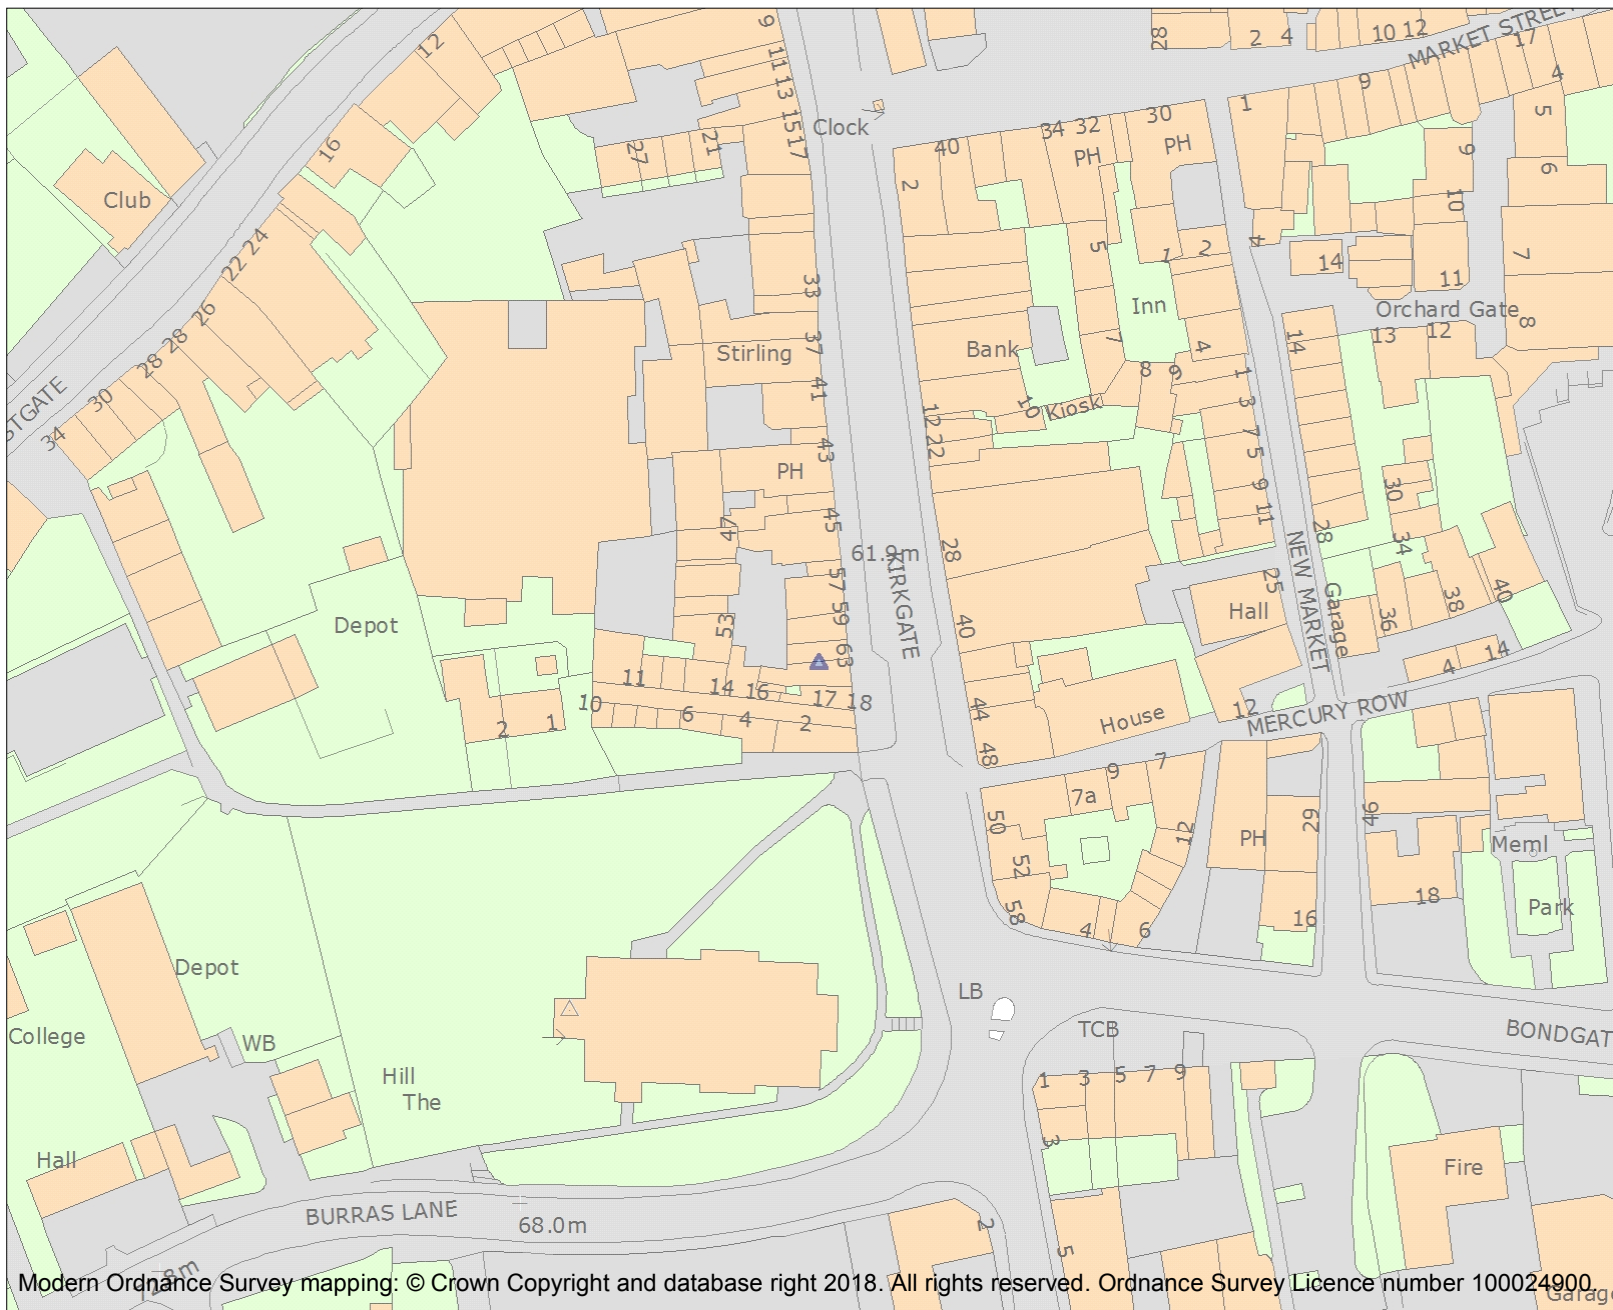 12
9
11
13
15
17
28
2 4
10 12
MARKET STREET
17
4
16
Clock
27
21
40
34 32
PH
30
PH
1
9
5
Club
2
9
10
6
22 24
5
1
2
4
14
11
7
33
Inn
Orchard Gate
26
28
28
37
Stirling
Bank
7
4
14
13
12
8
30
41
8
9
1
3
STGATE
34
10
Kiosk
12
22
43
PH
7
5
9
11
30
47
45
61.9m
28
NEW MARKET
28
34
57
KIRKGATE
25
Garage
38
40
Depot
53
59
40
Hall
36
63
11
14
16
17 18
4
14
10
6
4
2
44
12
MERCURY ROW
2
1
House
48
9
7
7a
50
12
PH
29
46
Meml
52
58
4
6
16
18
Park
Depot
LB
College
WB
TCB
BONDGAT
Hill
The
1
3
5
7
9
3
Hall
Fire
BURRAS LANE
68.0m
2
5
Modern Ordnance Survey mapping: © Crown Copyright and database right 2018. All rights reserved. Ordnance Survey Licence number 100024900.
Garage